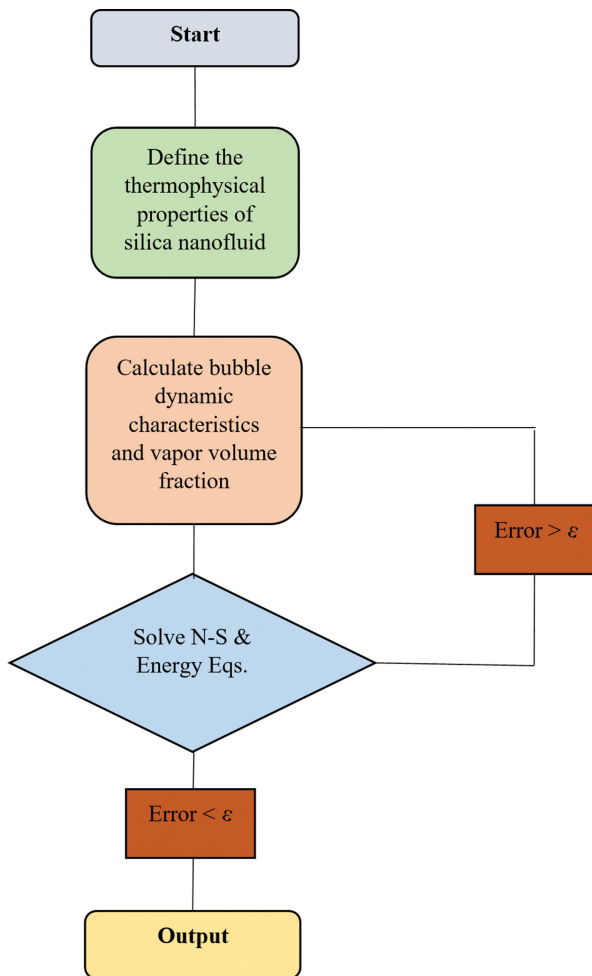 Start
Define the
thermophysical
properties of
silica nanofluid
Calculate bubble
dynamic
characteristics
and vapor volume
fraction
Error > ε
Solve N-S &
Energy Eqs.
Error < ε
Output